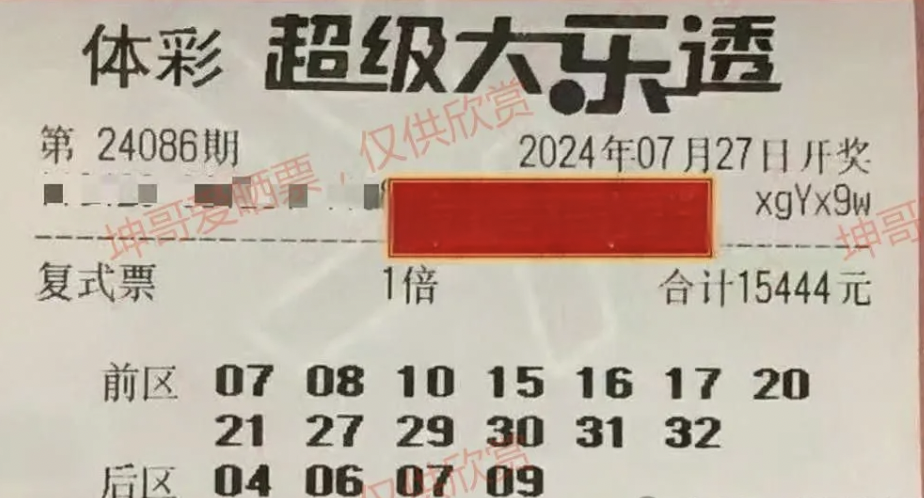 体彩 超级大乐透
第 24086期 2024年07月27日开奖
xgYx9w
复式票 1倍 合计15444元
前区 07 08 10 15 16 17 20
21 27 29 30 31 32
后区 04 06 07 09
坤哥爱晒票，仅供欣赏
坤哥
仅供欣赏